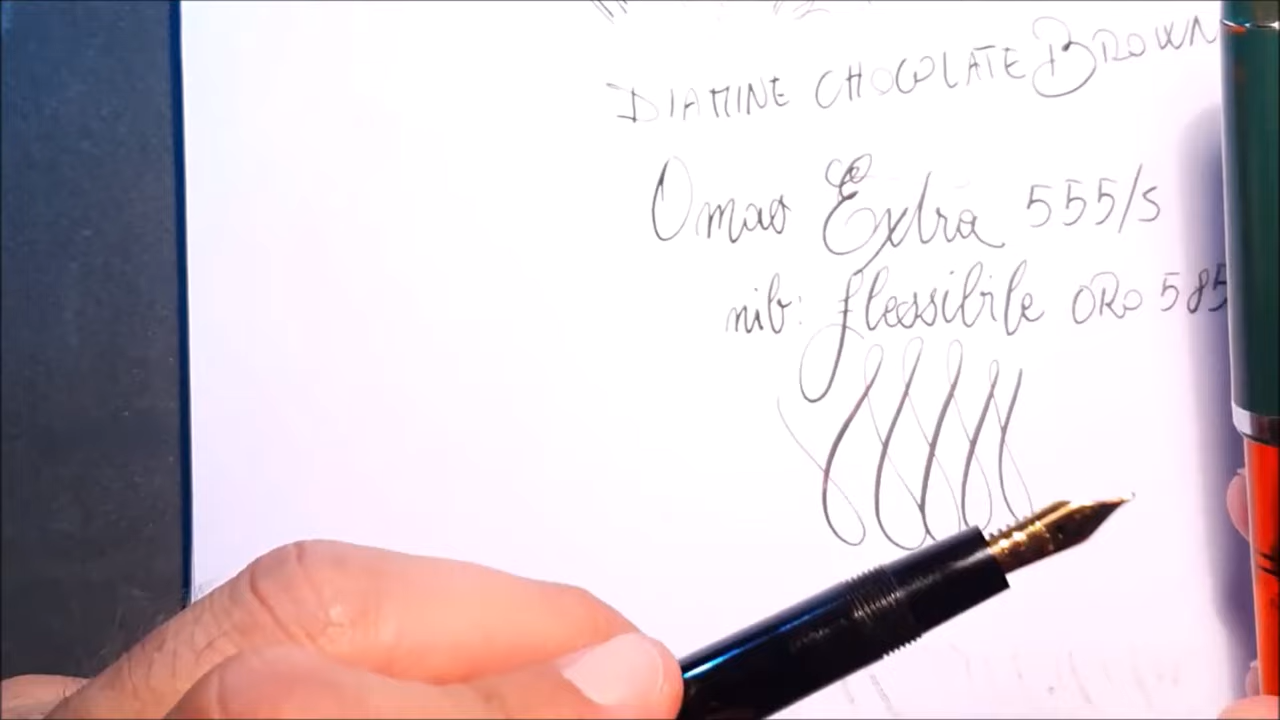 DIAMINE CHOCOLATE BROWN
Omas Extra 555/S
nib: flessibile ORO 585